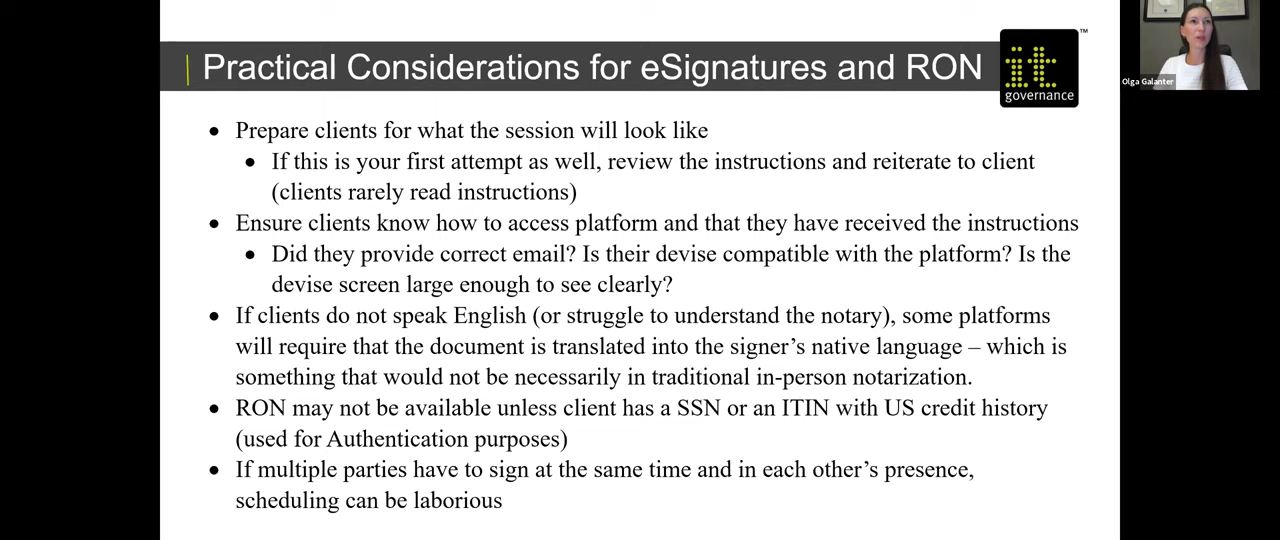 Practical Considerations for eSignatures and RON
it
governance
TM
Olga Galanter
• Prepare clients for what the session will look like
• If this is your first attempt as well, review the instructions and reiterate to client
(clients rarely read instructions)
• Ensure clients know how to access platform and that they have received the instructions
• Did they provide correct email? Is their devise compatible with the platform? Is the
devise screen large enough to see clearly?
• If clients do not speak English (or struggle to understand the notary), some platforms
will require that the document is translated into the signer’s native language – which is
something that would not be necessarily in traditional in-person notarization.
• RON may not be available unless client has a SSN or an ITIN with US credit history
(used for Authentication purposes)
• If multiple parties have to sign at the same time and in each other’s presence,
scheduling can be laborious